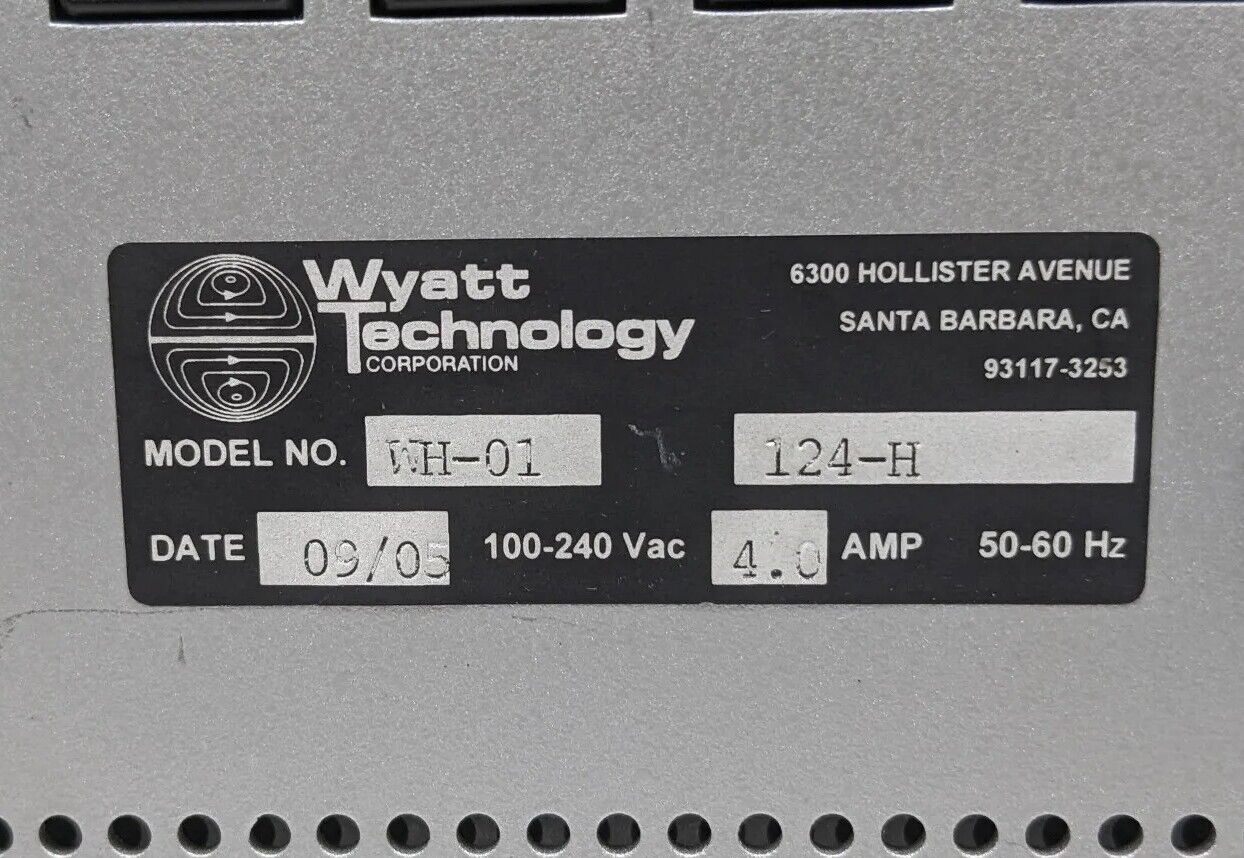 Wyatt
Technology
CORPORATION
6300 HOLLISTER AVENUE
SANTA BARBARA, CA
93117-3253
MODEL NO. WH-01 124-H
DATE 09/05 100-240 Vac 4.0 AMP 50-60 Hz